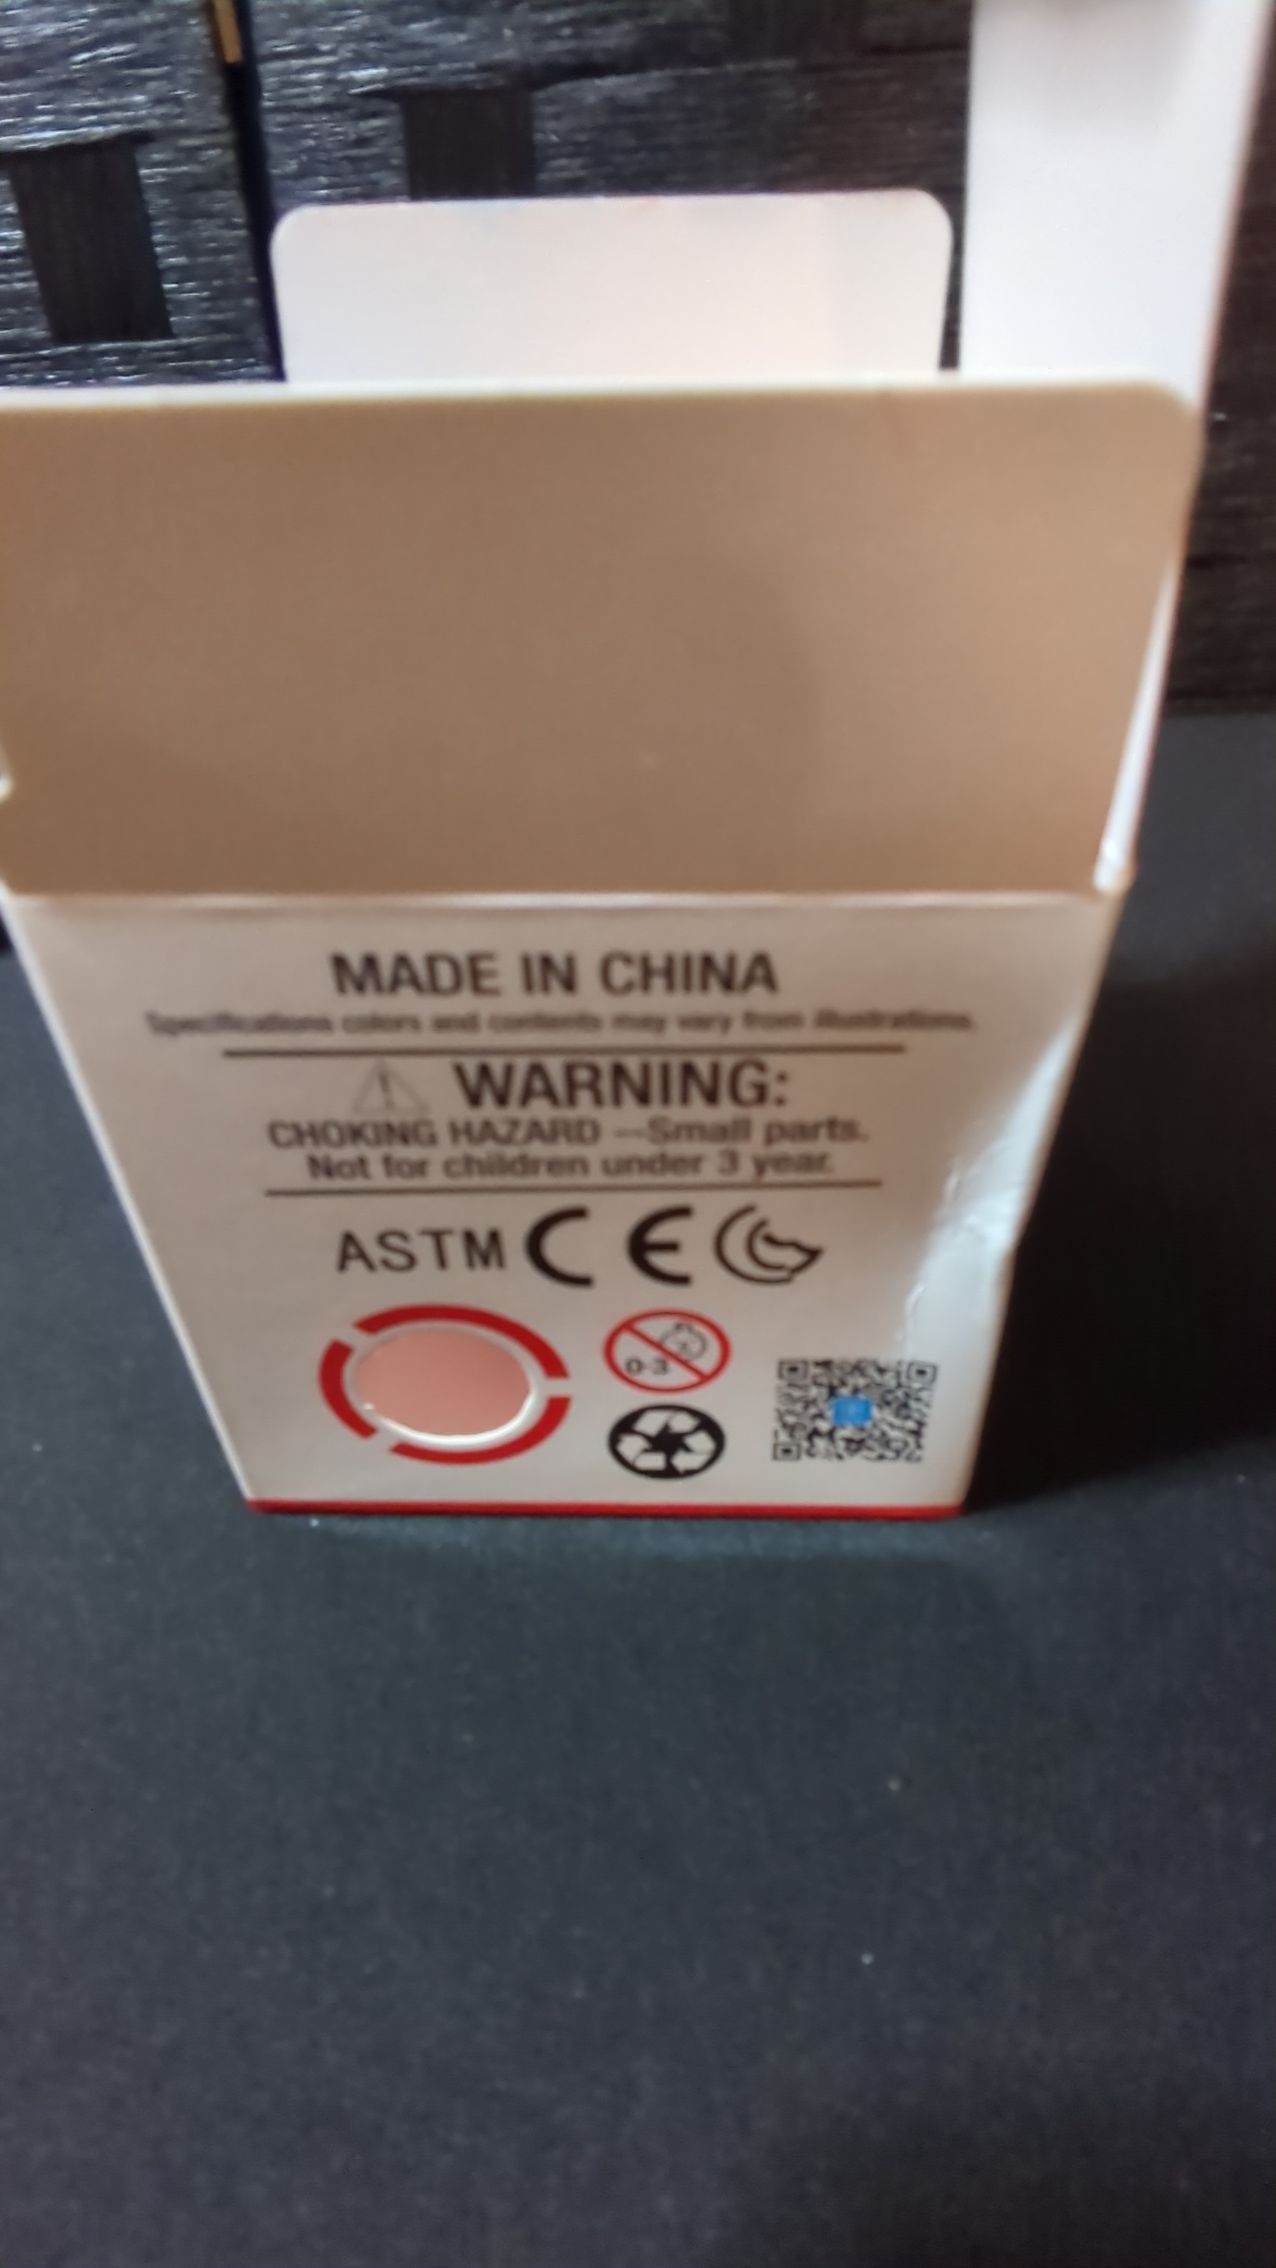 MADE IN CHINA
Specifications colors and contents may vary from illustrations.
WARNING:
CHOKING HAZARD —Small parts.
Not for children under 3 year.
ASTM CE
0-3